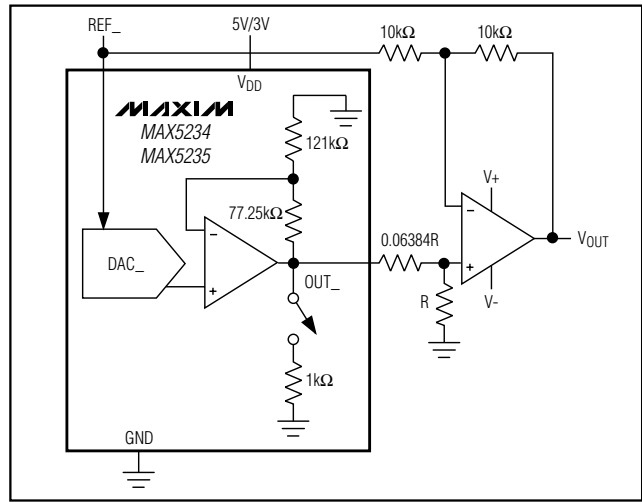 REF_
5V/3V
10kΩ
10kΩ
VDD
MAXIM
MAX5234
MAX5235
121kΩ
77.25kΩ
V+
DAC_
−
+
−
+
0.06384R
VOUT
OUT_
R
V-
1kΩ
GND